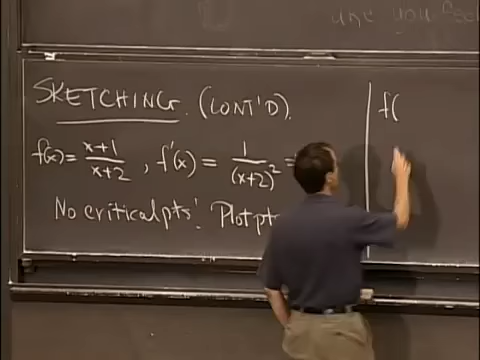 are you
SKETCHING (CONT'D).
f(x) = x+1/x+2 , f'(x) = 1/(x+2)² =
No critical pts! Plot pt
f(